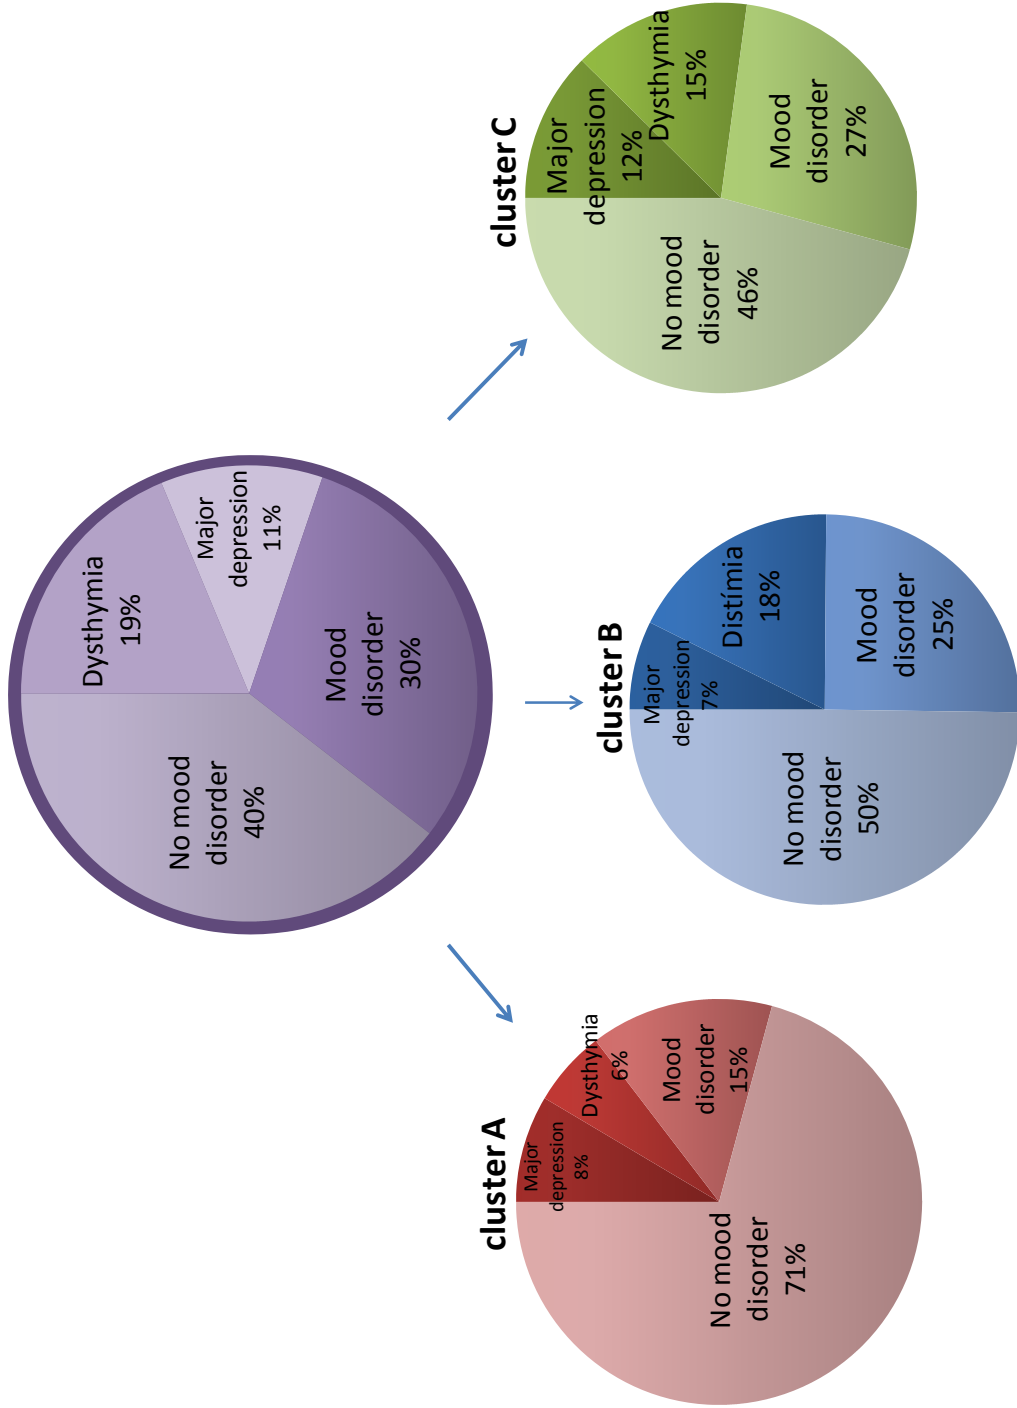 Dysthymia
19%
Major
depression
11%
Mood
disorder
30%
No mood
disorder
40%
cluster A
Major
depression
8%
Dysthymia
6%
Mood
disorder
15%
No mood
disorder
71%
cluster B
Major
depression
7%
Distímia
18%
Mood
disorder
25%
No mood
disorder
50%
cluster C
Major
depression
12%
Dysthymia
15%
Mood
disorder
27%
No mood
disorder
46%